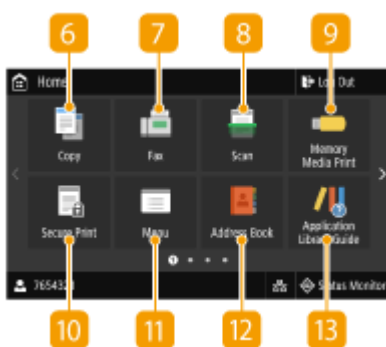 6 7 8 9
Home Log Out
Copy Fax Scan Memory Media Print
Secure Print Menu Address Book Application Library Guide
7654321 Status Monitor
10 11 12 13